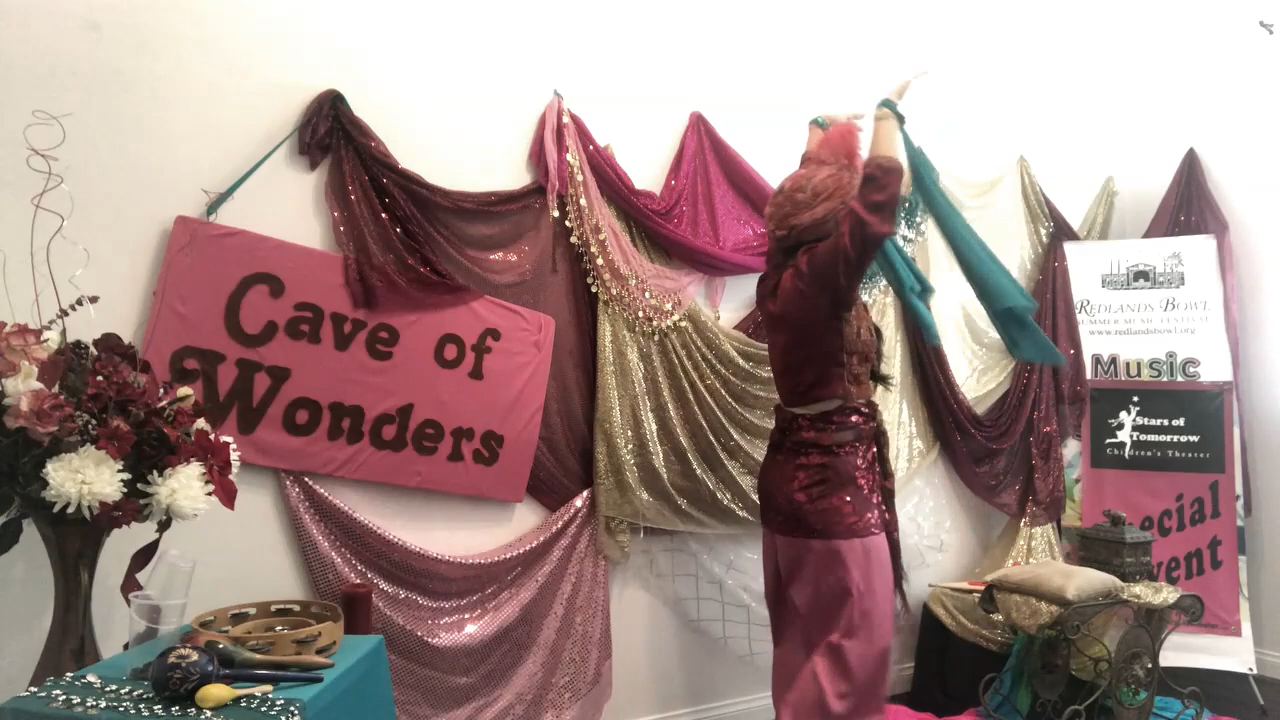 Cave of
Wonders
REDLANDS BOWL
SUMMER MUSIC FESTIVAL
www.redlandsbowl.org
Music
Stars of
Tomorrow
Children's Theater
ecial
vent